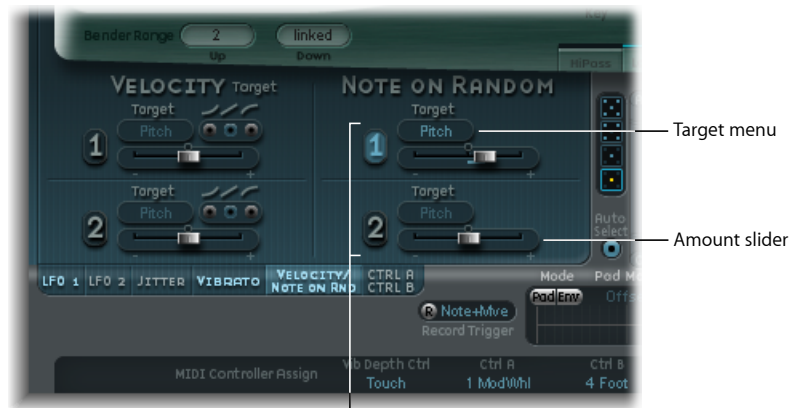 Key
Bender Range 2 linked
Up Down
HiPass
VELOCITY Target NOTE ON RANDOM
Target Target
1 Pitch 1 Pitch Target menu
- + - +
Target Target
2 Pitch 2 Pitch
- + - + Amount slider
Auto
Select
LFO 1 LFO 2 JITTER VIBRATO VELOCITY/ NOTE ON RND CTRL A CTRL B
Mode Pad M
Pad Env Offs
R Note+Mve
Record Trigger
MIDI Controller Assign Vib Depth Ctrl Ctrl A Ctrl B
Touch 1 ModWhl 4 Foot